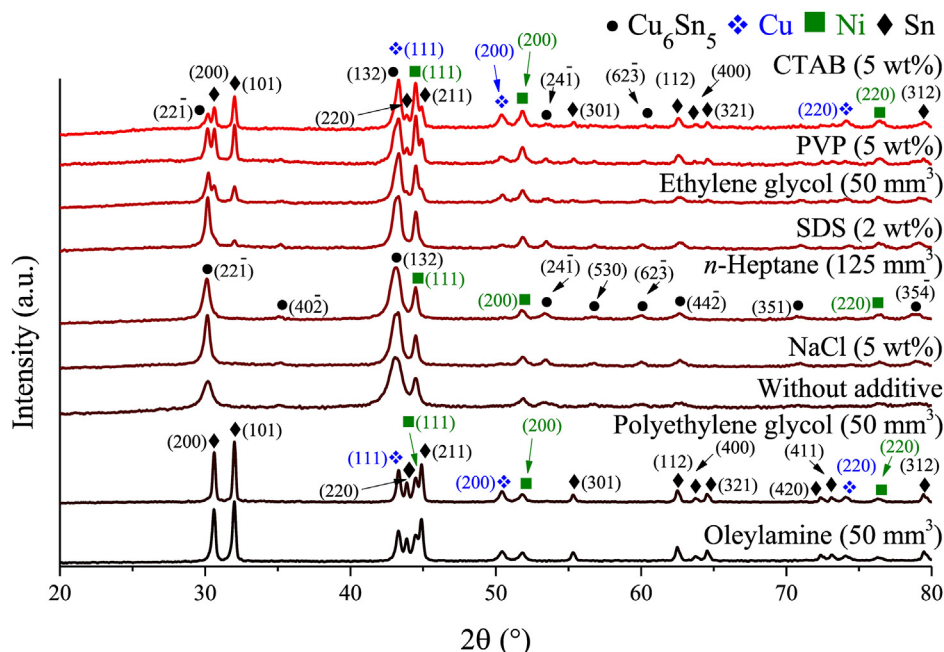 Cu₆Sn₅ Cu Ni Sn
(111) (200) (200) CTAB (5 wt%)
(200) (101) (132) (111) (241̄) (623̄) (112) (400)
(221̄) (220) (211) (301) (321) (220) (220) (312)
PVP (5 wt%)
Ethylene glycol (50 mm³)
SDS (2 wt%)
(221̄) (132) n-Heptane (125 mm³)
(402̄) (111) (200) (241̄) (530) (623̄) (442̄) (351) (220) (354̄)
NaCl (5 wt%)
Without additive
Polyethylene glycol (50 mm³)
(200) (101) (111) (200) (400) (411) (220)
(111) (211) (112) (220) (312)
(220) (200) (301) (321) (420)
Oleylamine (50 mm³)
20 30 40 50 60 70 80
2θ (°)
Intensity (a.u.)